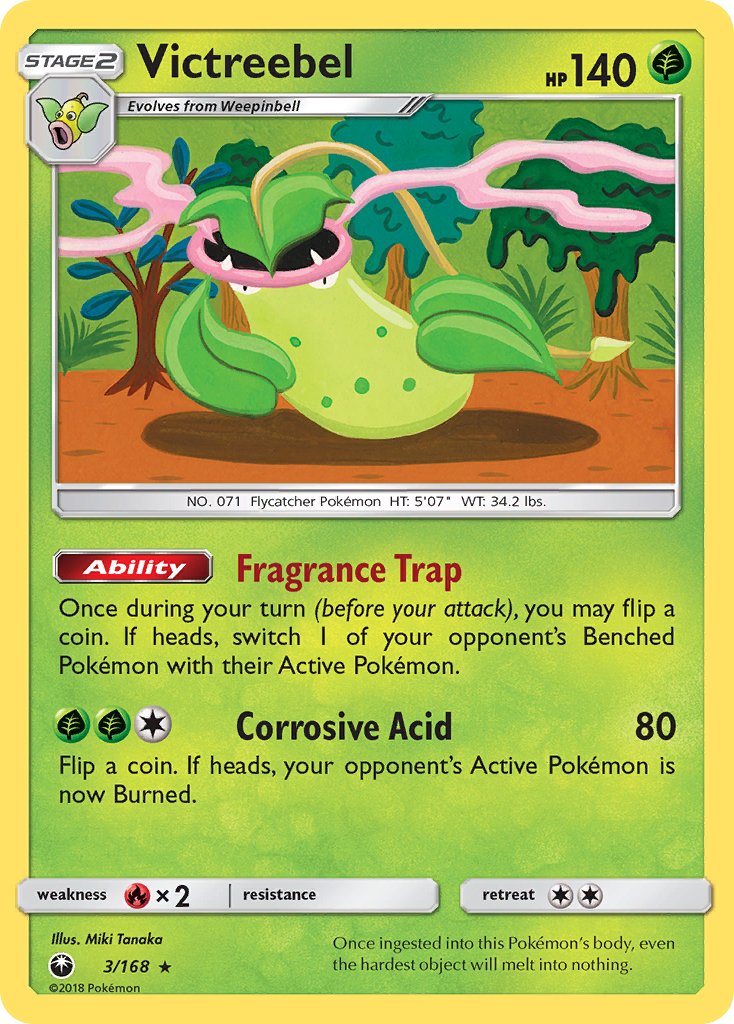 STAGE2 Victreebel HP 140
Evolves from Weepinbell
NO. 071 Flycatcher Pokémon HT: 5'07" WT: 34.2 lbs.
Ability Fragrance Trap
Once during your turn (before your attack), you may flip a
coin. If heads, switch 1 of your opponent's Benched
Pokémon with their Active Pokémon.
Corrosive Acid 80
Flip a coin. If heads, your opponent's Active Pokémon is
now Burned.
weakness ×2 resistance retreat
Illus. Miki Tanaka
3/168 ★
©2018 Pokémon
Once ingested into this Pokémon's body, even
the hardest object will melt into nothing.